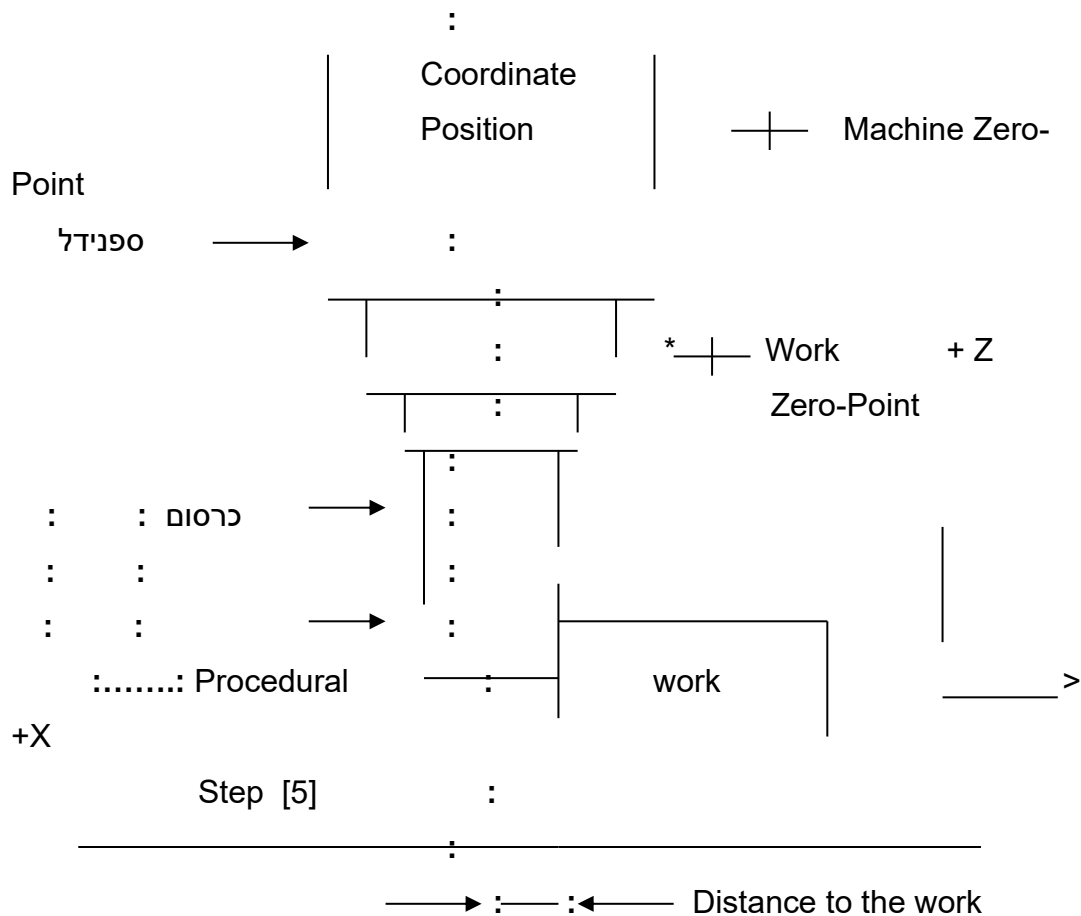 :
Coordinate
Position Machine Zero-
Point
ספנידל :
:
: * Work + Z
: Zero-Point
:
: : כרסום :
: : :
: : :
:.......: Procedural : work >
+X
Step [5] :
:
: : Distance to the work